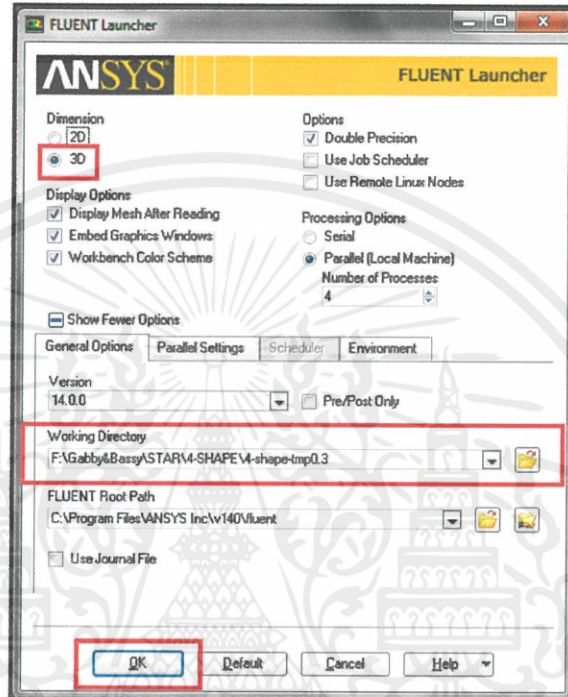 FLUENT Launcher
ANSYS
FLUENT Launcher
Dimension
2D
3D
Display Options
Display Mesh After Reading
Embed Graphics Windows
Workbench Color Scheme
Options
Double Precision
Use Job Scheduler
Use Remote Linux Nodes
Processing Options
Serial
Parallel (Local Machine)
Number of Processes
4
Show Fewer Options
General Options Parallel Settings Scheduler Environment
Version
14.0.0 Pre/Post Only
Working Directory
F:\Gabby&Bassy\STAR\4-SHAPE\4-shape-tmp0.3
FLUENT Root Path
C:\Program Files\ANSYS Inc\v140\fluent
Use Journal File
OK Default Cancel Help